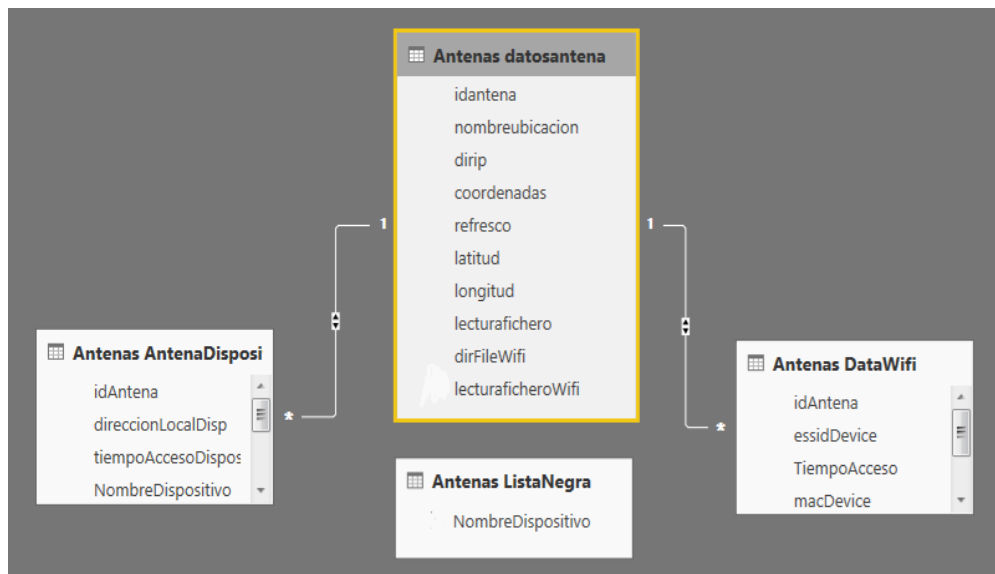 Antenas datosantena
idantena
nombreubicacion
dirip
coordenadas
refresco
latitud
longitud
lecturafichero
dirFileWifi
lecturaficheroWifi
1
1
*
*
Antenas AntenaDisposi
idAntena
direccionLocalDisp
tiempoAccesoDispos
NombreDispositivo
Antenas ListaNegra
NombreDispositivo
Antenas DataWifi
idAntena
essidDevice
TiempoAcceso
macDevice